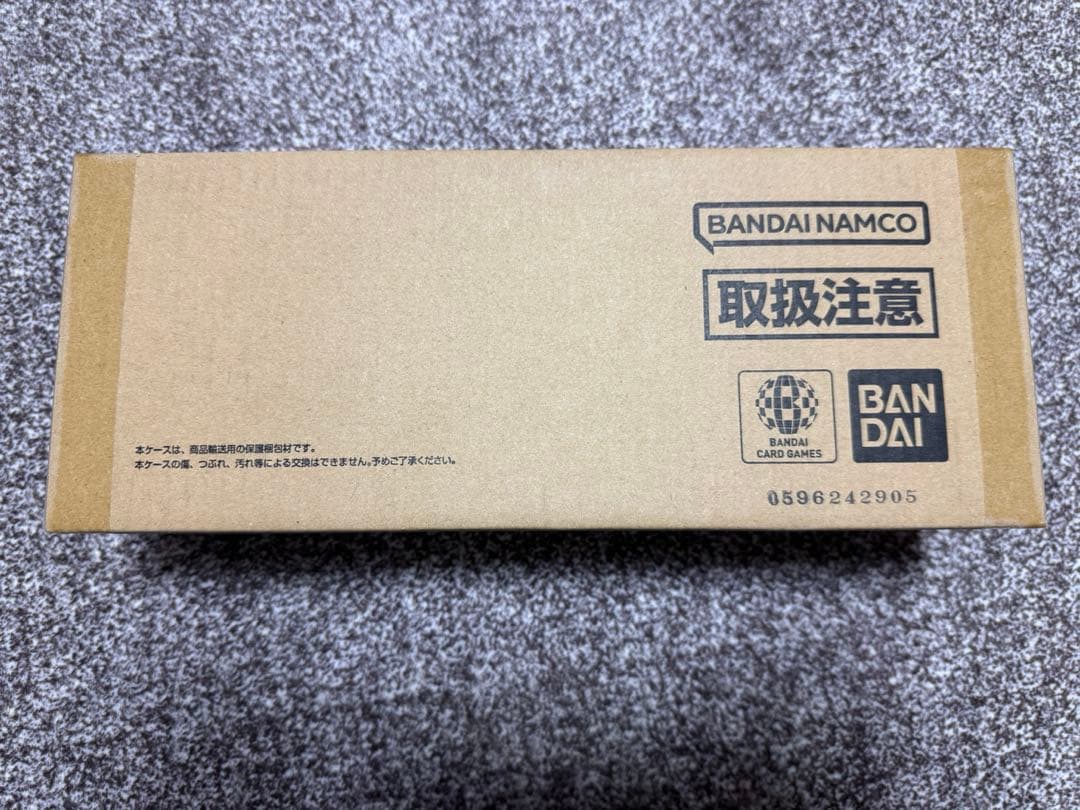 BANDAI NAMCO
取扱注意
BANDAI
CARD GAMES
BAN
DAI
本ケースは、商品輸送用の保護梱包材です。
本ケースの傷、つぶれ、汚れ等による交換はできません。予めご了承ください。
0596242905